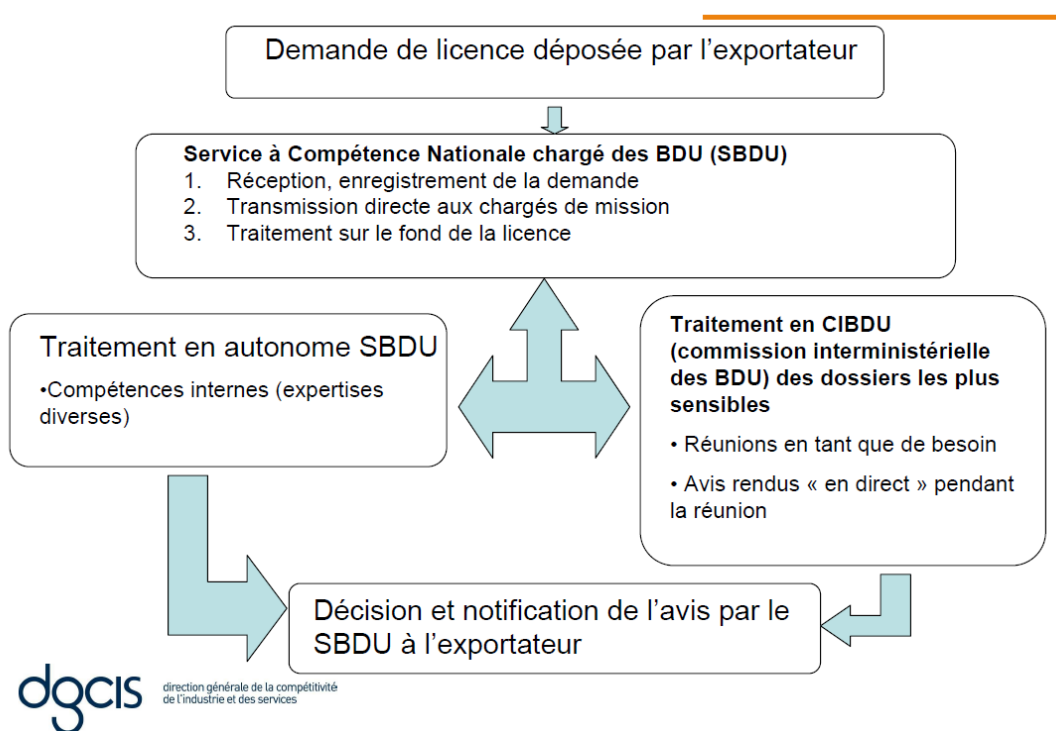 Demande de licence déposée par l’exportateur
Service à Compétence Nationale chargé des BDU (SBDU)
1. Réception, enregistrement de la demande
2. Transmission directe aux chargés de mission
3. Traitement sur le fond de la licence
Traitement en autonome SBDU
•Compétences internes (expertises
diverses)
Traitement en CIBDU
(commission interministérielle
des BDU) des dossiers les plus
sensibles
• Réunions en tant que de besoin
• Avis rendus « en direct » pendant
la réunion
Décision et notification de l’avis par le
SBDU à l’exportateur
dgcis
direction générale de la compétitivité
de l’industrie et des services